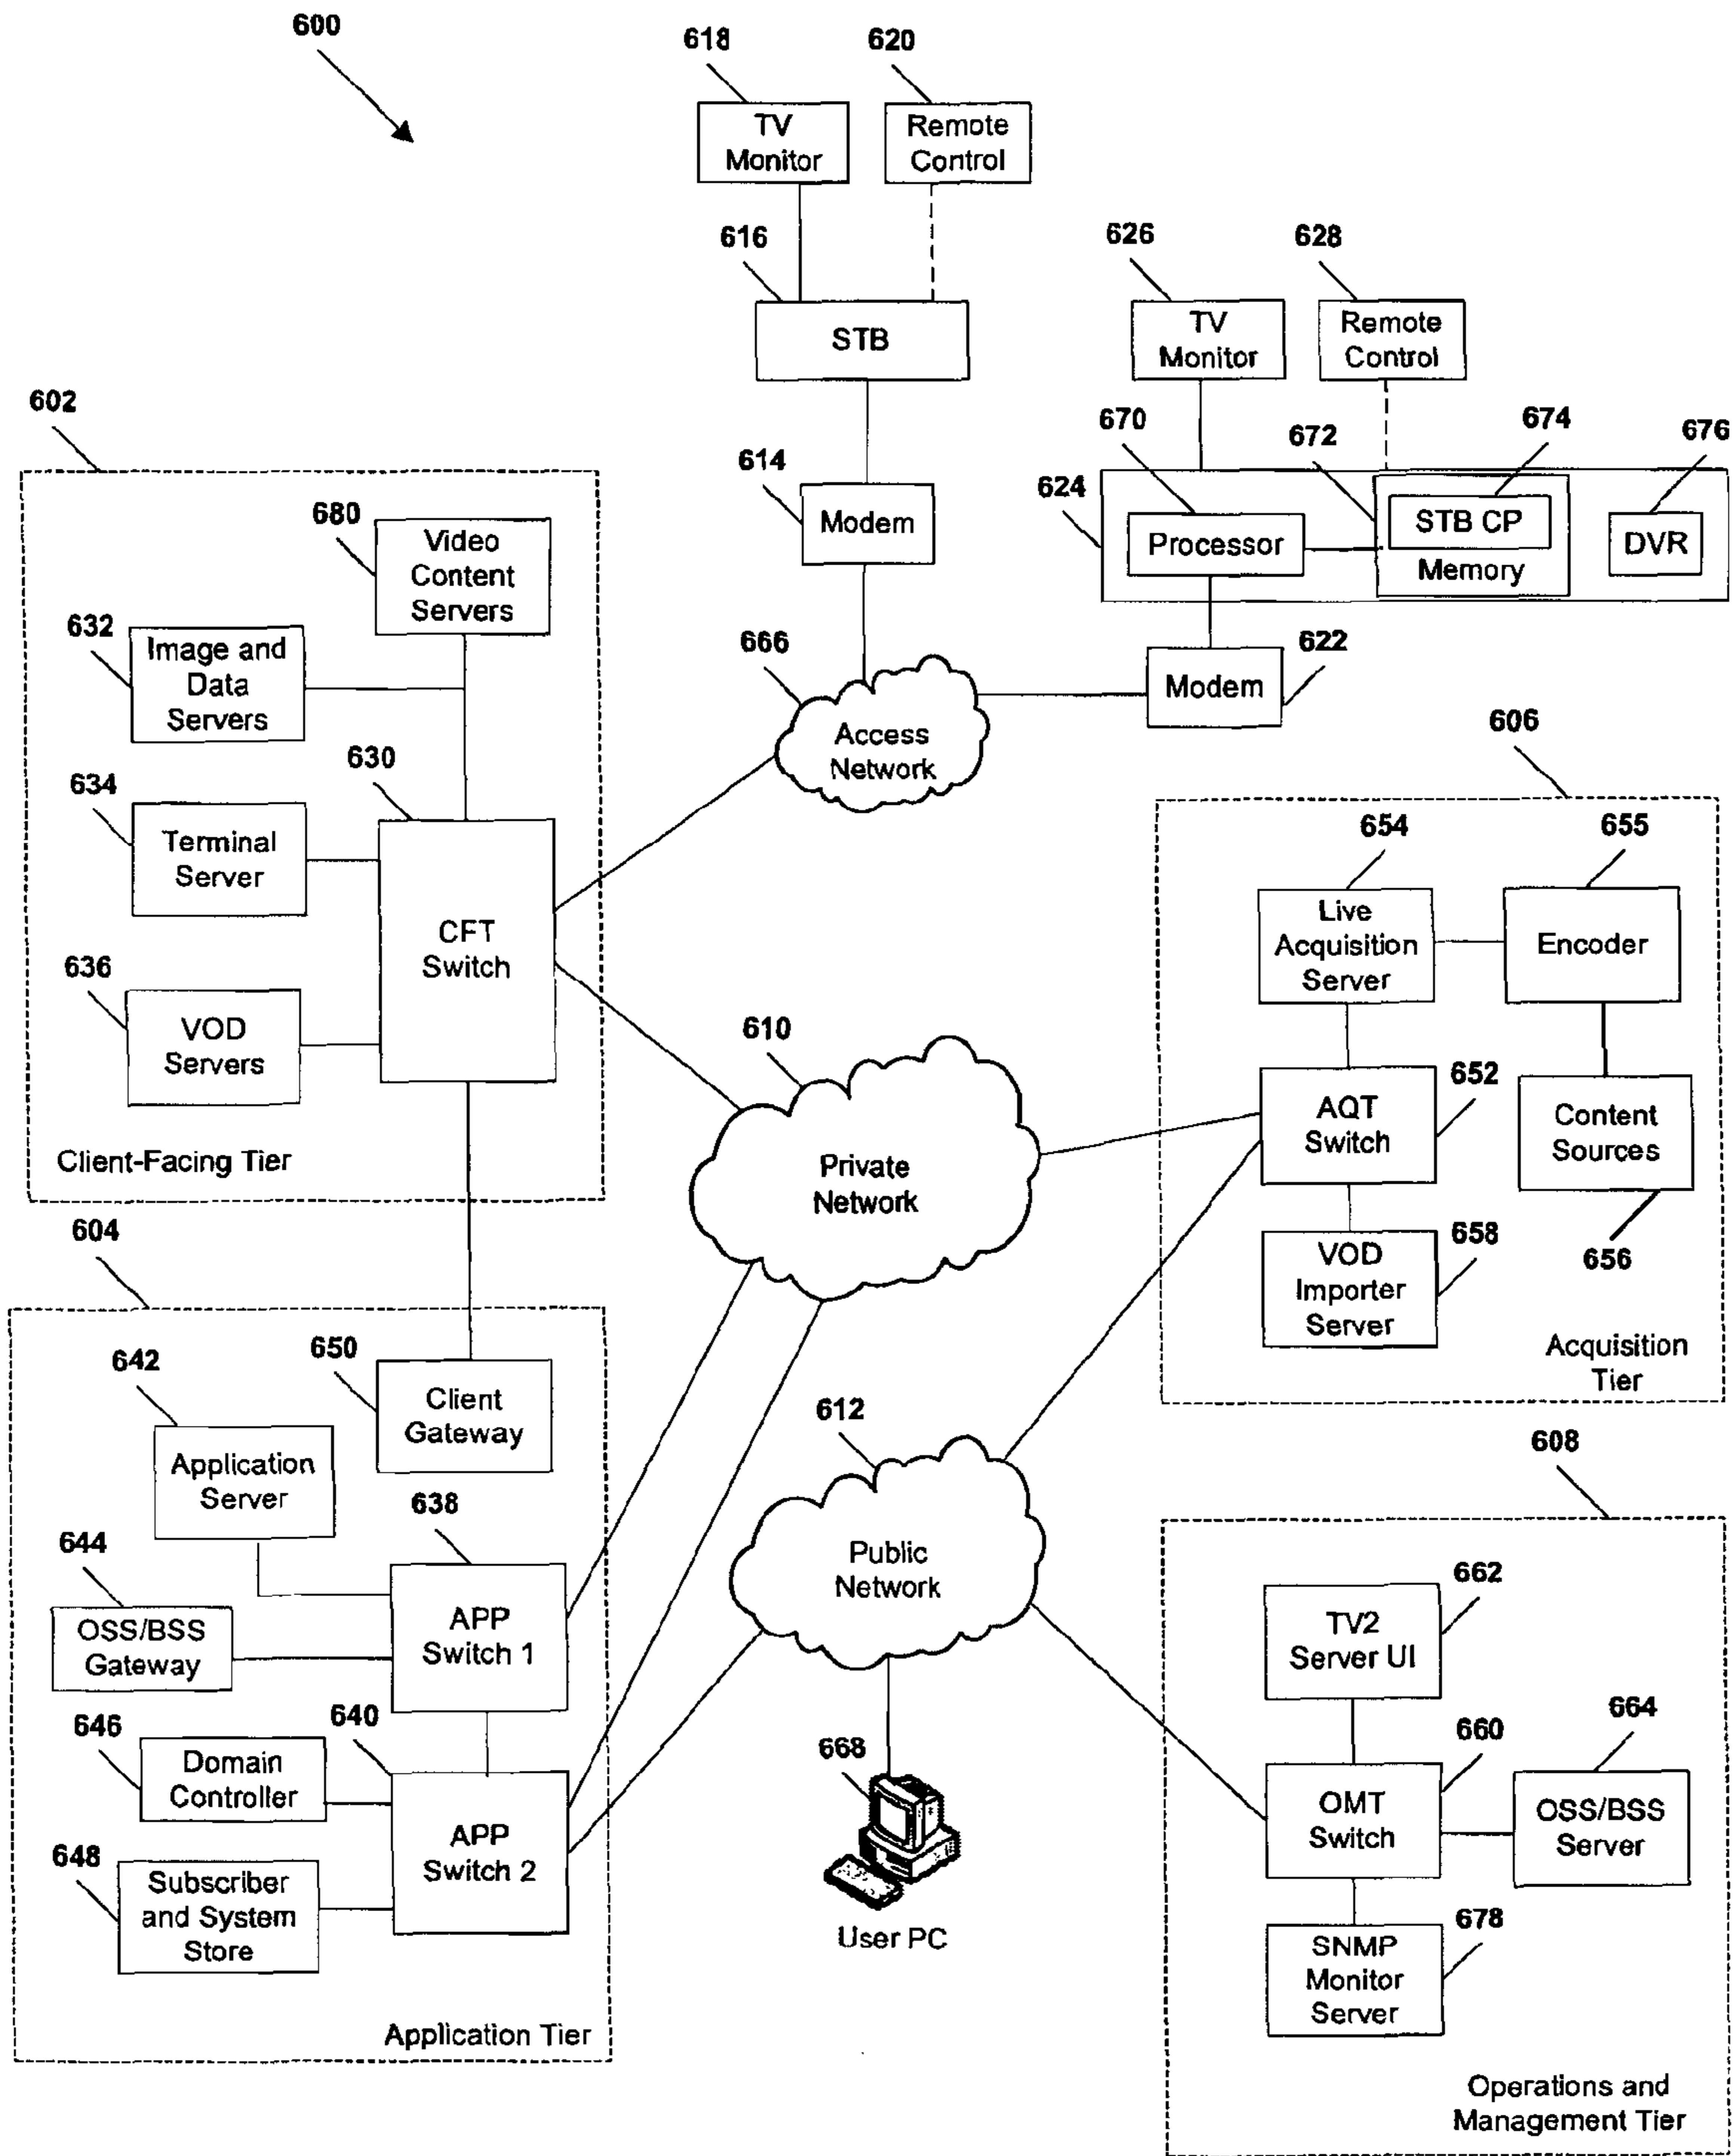 600
618
620
TV
Monitor
Remote
Control
616
STB
626
628
TV
Monitor
Remote
Control
602
614
Modem
670
672
674
676
624
Processor
STB CP
Memory
DVR
680
Video
Content
Servers
632
Image and
Data
Servers
666
Access
Network
622
Modem
606
630
634
Terminal
Server
CFT
Switch
636
VOD
Servers
Client-Facing Tier
654
655
Live
Acquisition
Server
Encoder
610
Private
Network
652
AQT
Switch
Content
Sources
656
658
VOD
Importer
Server
Acquisition
Tier
604
642
650
Client
Gateway
Application
Server
638
644
OSS/BSS
Gateway
APP
Switch 1
646
640
Domain
Controller
APP
Switch 2
648
Subscriber
and System
Store
Application Tier
612
Public
Network
668
User PC
608
662
TV2
Server UI
660
664
OMT
Switch
OSS/BSS
Server
678
SNMP
Monitor
Server
Operations and
Management Tier